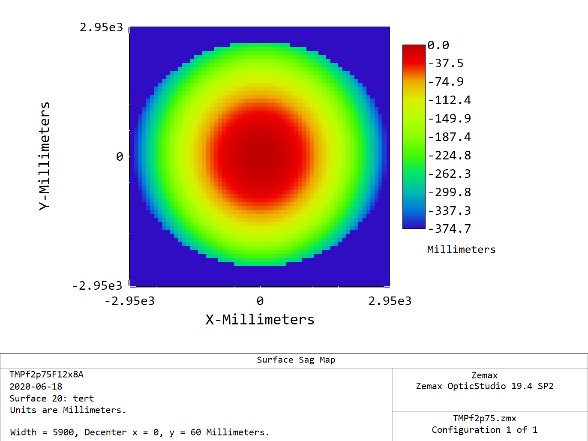 2.95e3
0
-2.95e3
Y-Millimeters
-2.95e3 0 2.95e3
X-Millimeters
0.0
-37.5
-74.9
-112.4
-149.9
-187.4
-224.8
-262.3
-299.8
-337.3
-374.7
Millimeters
Surface Sag Map
TMPf2p75F12x8A
2020-06-18
Surface 20: tert
Units are Millimeters.
Width = 5900, Decenter x = 0, y = 60 Millimeters.
Zemax
Zemax OpticStudio 19.4 SP2
TMPf2p75.zmx
Configuration 1 of 1